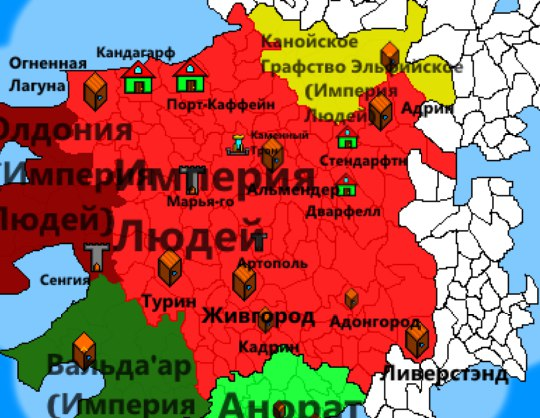 Кандагарф
Огненная
Лагуна
Порт-Каффейн
Канойское
Графство Эльфийское
(Империя
Людей)
Адрин
Олдония
(Империя
Людей)
Каменный
Трон
Стендарфтн
Империя
Людей
Альмендер
Марья-го
Дварфелл
Артополь
Сенгия
Турин
Живгород
Адонгород
Кадрин
Ливерстэнд
Вальда'ар
(Империя
Анорат